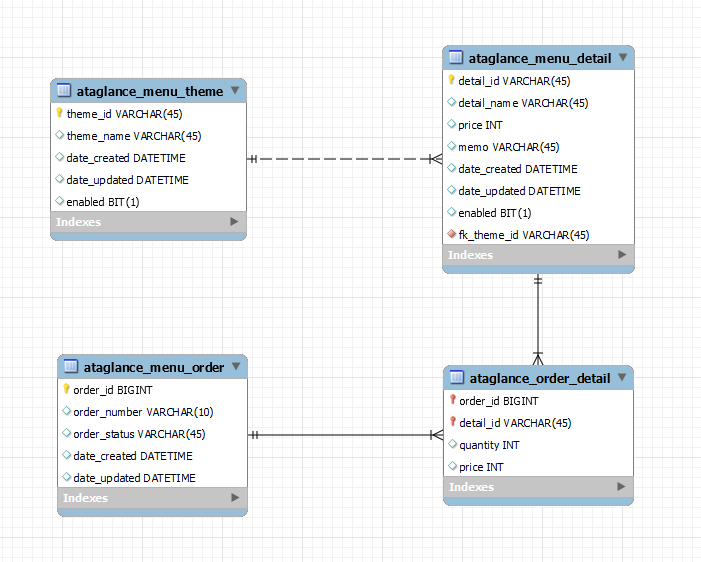 ataglance_menu_theme
theme_id VARCHAR(45)
theme_name VARCHAR(45)
date_created DATETIME
date_updated DATETIME
enabled BIT(1)
Indexes
ataglance_menu_detail
detail_id VARCHAR(45)
detail_name VARCHAR(45)
price INT
memo VARCHAR(45)
date_created DATETIME
date_updated DATETIME
enabled BIT(1)
fk_theme_id VARCHAR(45)
Indexes
ataglance_menu_order
order_id BIGINT
order_number VARCHAR(10)
order_status VARCHAR(45)
date_created DATETIME
date_updated DATETIME
Indexes
ataglance_order_detail
order_id BIGINT
detail_id VARCHAR(45)
quantity INT
price INT
Indexes